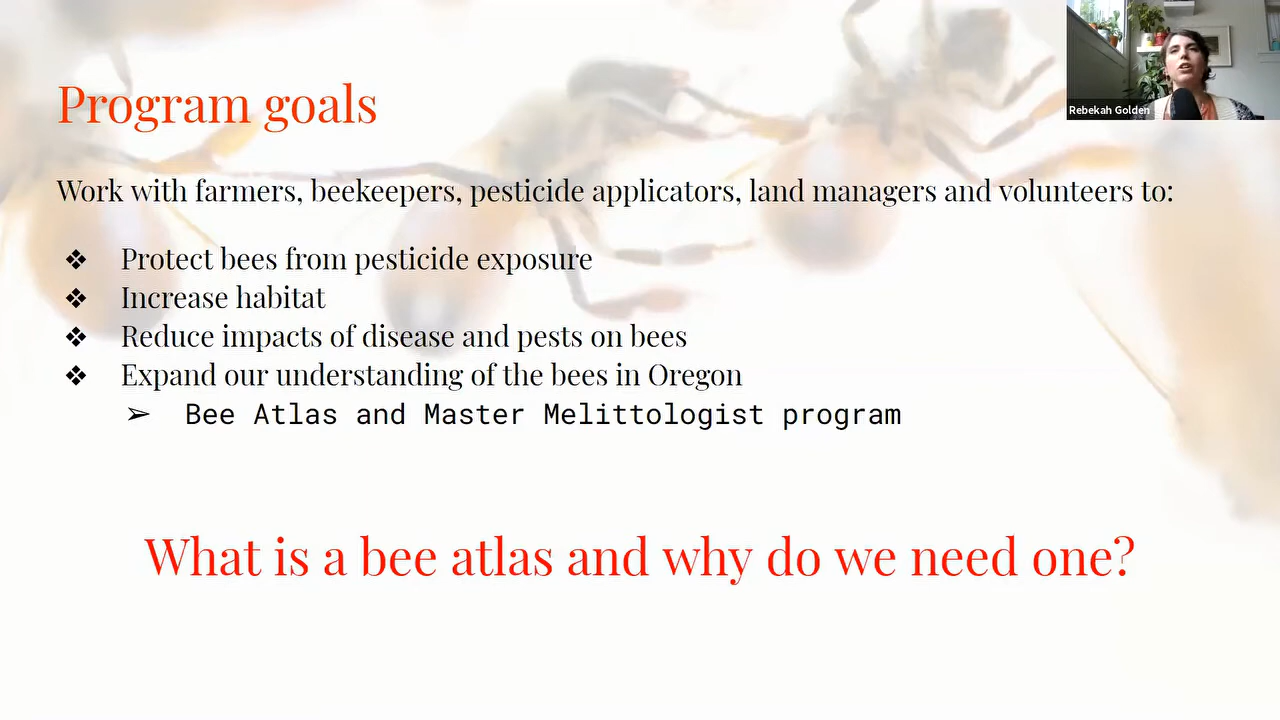 Program goals
Rebekah Golden
Work with farmers, beekeepers, pesticide applicators, land managers and volunteers to:
❖ Protect bees from pesticide exposure
❖ Increase habitat
❖ Reduce impacts of disease and pests on bees
❖ Expand our understanding of the bees in Oregon
➢ Bee Atlas and Master Melittologist program
What is a bee atlas and why do we need one?